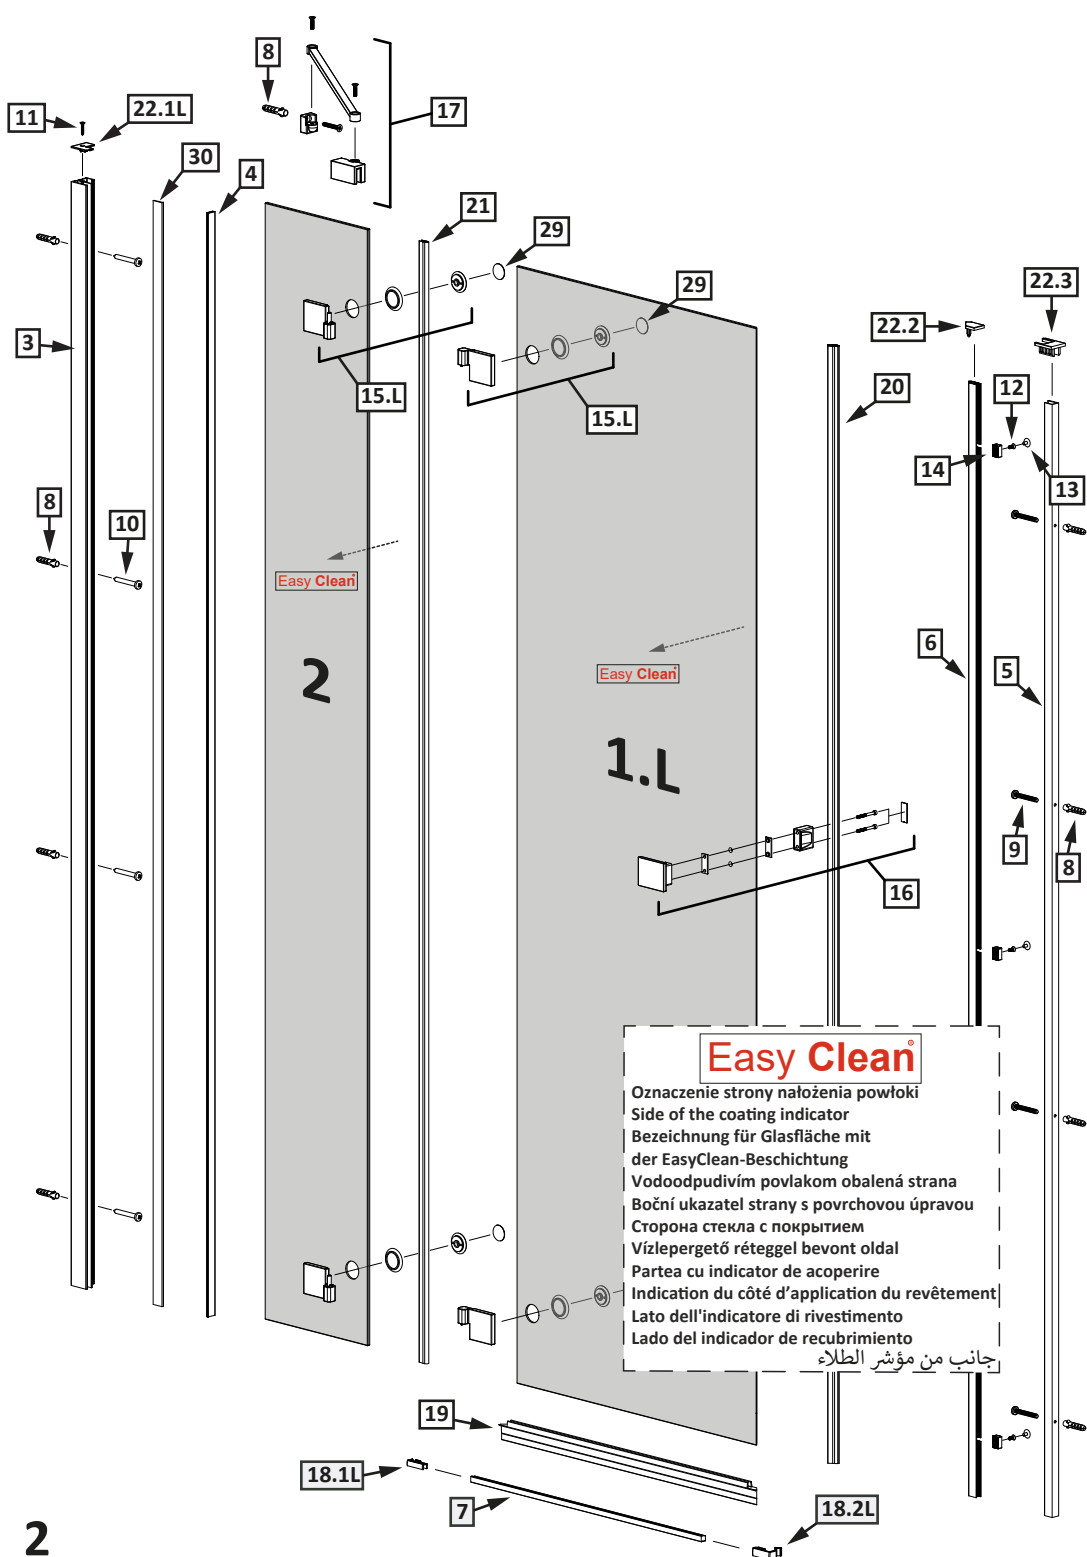 8
17
11
22.1L
30
4
21
29
29
22.3
22.2
3
15.L
15.L
20
12
14
13
8
10
Easy Clean
Easy Clean
2
1.L
6
5
9
8
16
Easy Clean®
Oznaczenie strony nałożenia powłoki
Side of the coating indicator
Bezeichnung für Glasfläche mit
der EasyClean-Beschichtung
Vodoodpudivím povlakom obalená strana
Boční ukazatel strany s povrchovou úpravou
Сторона стекла с покрытием
Vízlepergető réteggel bevont oldal
Partea cu indicator de acoperire
Indication du côté d'application du revêtement
Lato dell'indicatore di rivestimento
Lado del indicador de recubrimiento
جانب من مؤشر الطلاء
19
18.1L
7
18.2L
2